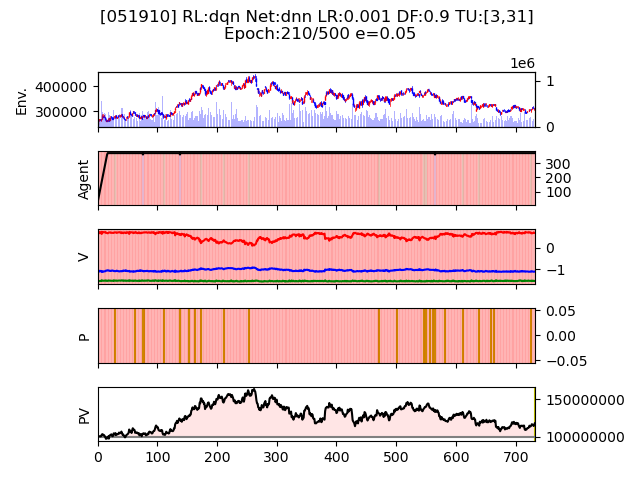 [051910] RL:dqn Net:dnn LR:0.001 DF:0.9 TU:[3,31]
Epoch:210/500 e=0.05
1e6
Env.
400000
300000
1
0
Agent
300
200
100
V
0
−1
P
0.05
0.00
−0.05
PV
150000000
100000000
0 100 200 300 400 500 600 700